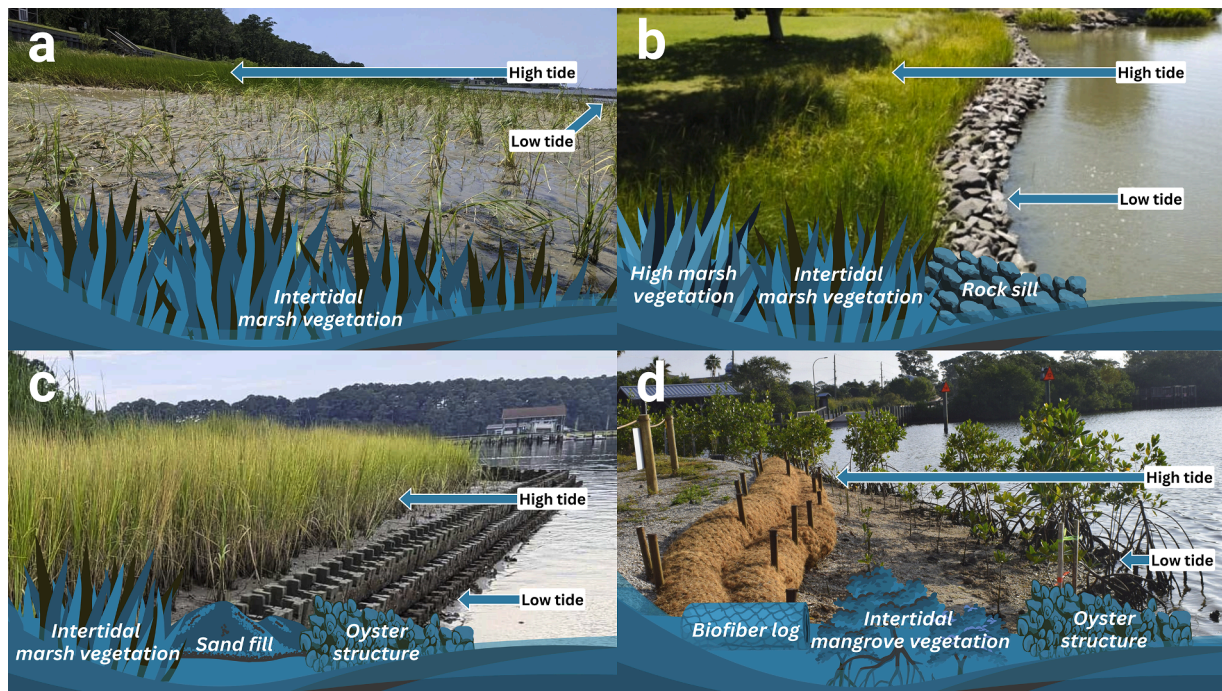 a
High tide
Low tide
Intertidal
marsh vegetation
b
High tide
Low tide
High marsh
vegetation
Intertidal
marsh vegetation
Rock sill
c
High tide
Low tide
Intertidal
marsh vegetation
Sand fill
Oyster
structure
d
High tide
Low tide
Biofiber log
Intertidal
mangrove vegetation
Oyster
structure